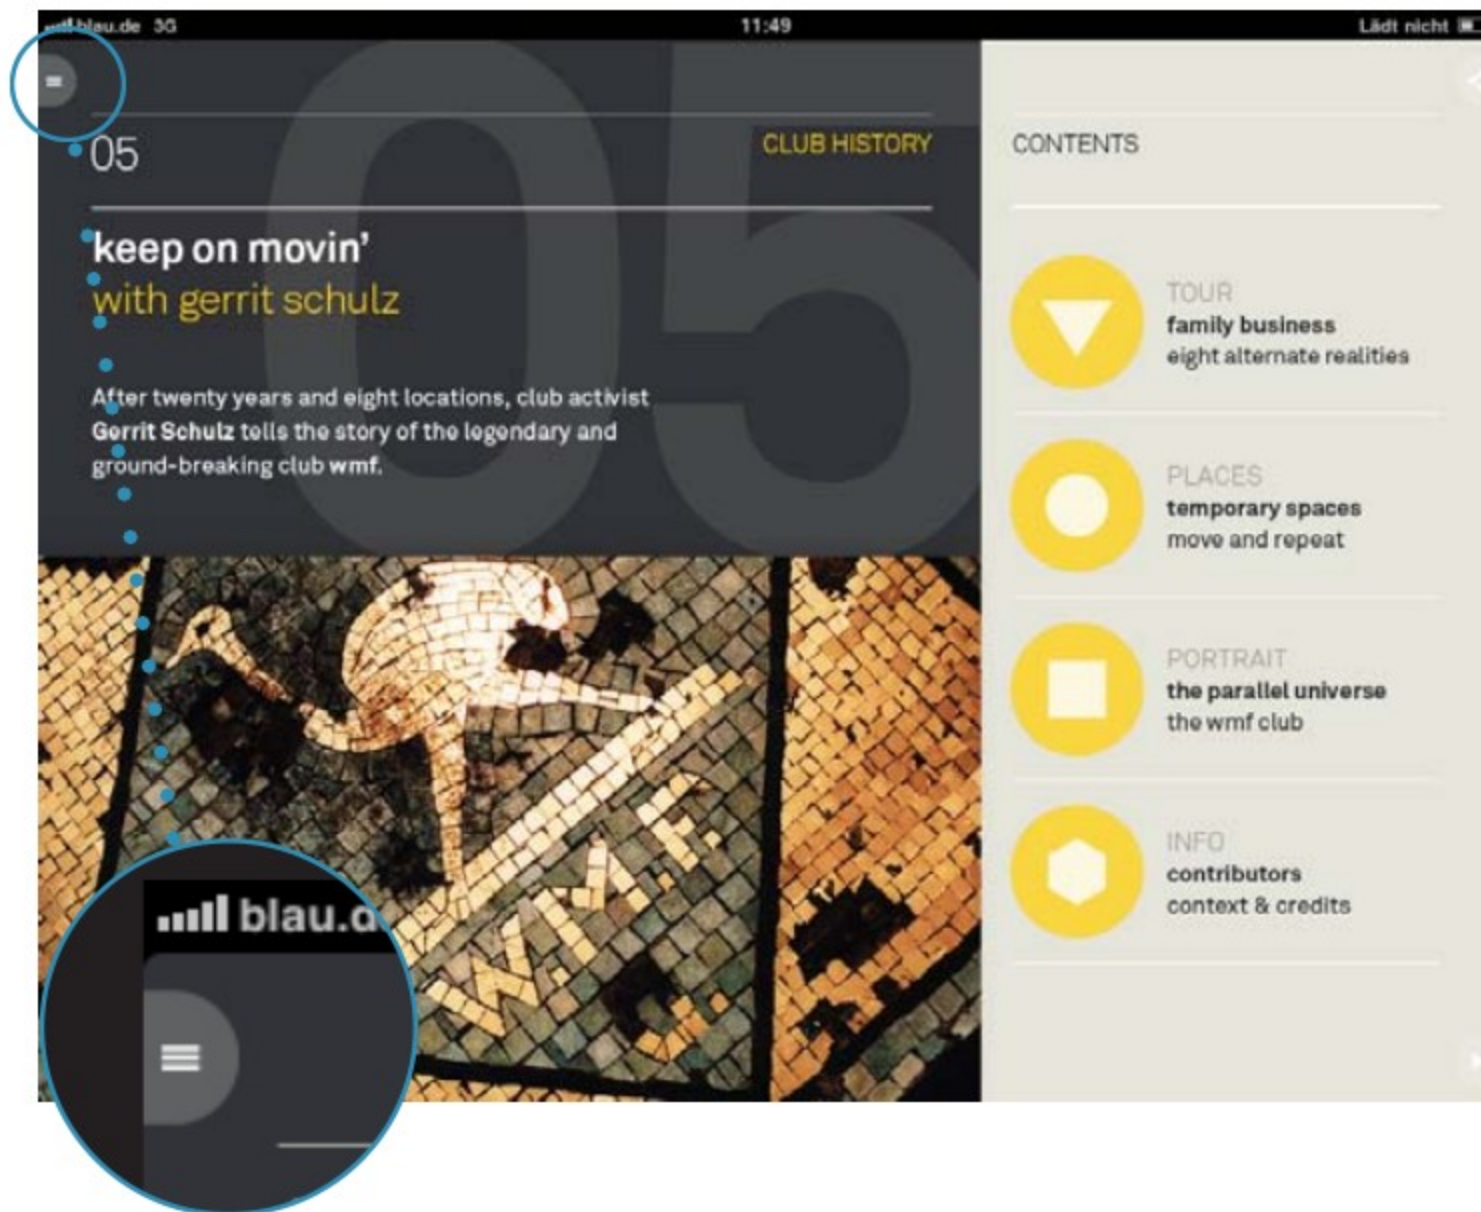 blau.de 3G
11:49
Lädt nicht
05
05
CLUB HISTORY
keep on movin’
with gerrit schulz
After twenty years and eight locations, club activist
Gerrit Schulz tells the story of the legendary and
ground-breaking club wmf.
W.M.F.
CONTENTS
TOUR
family business
eight alternate realities
PLACES
temporary spaces
move and repeat
PORTRAIT
the parallel universe
the wmf club
INFO
contributors
context & credits
blau.d